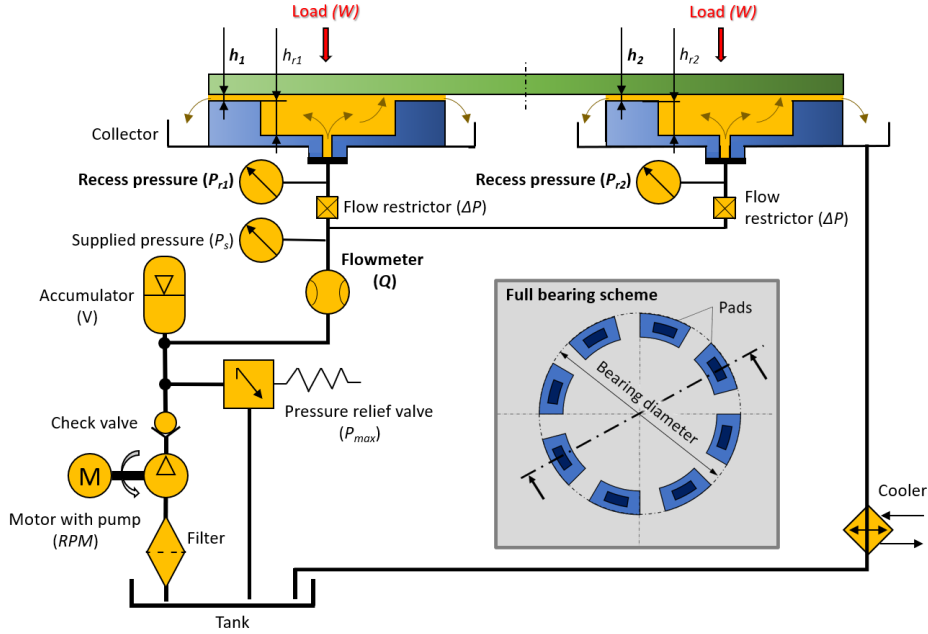 Load (W)
Load (W)
h1
hr1
h2
hr2
Collector
Recess pressure (Pr1)
Recess pressure (Pr2)
Flow restrictor (ΔP)
Flow
restrictor (ΔP)
Supplied pressure (Ps)
Flowmeter
(Q)
Accumulator
(V)
Full bearing scheme
Pads
Bearing diameter
Pressure relief valve
(Pmax)
Check valve
M
Motor with pump
(RPM)
Filter
Cooler
Tank